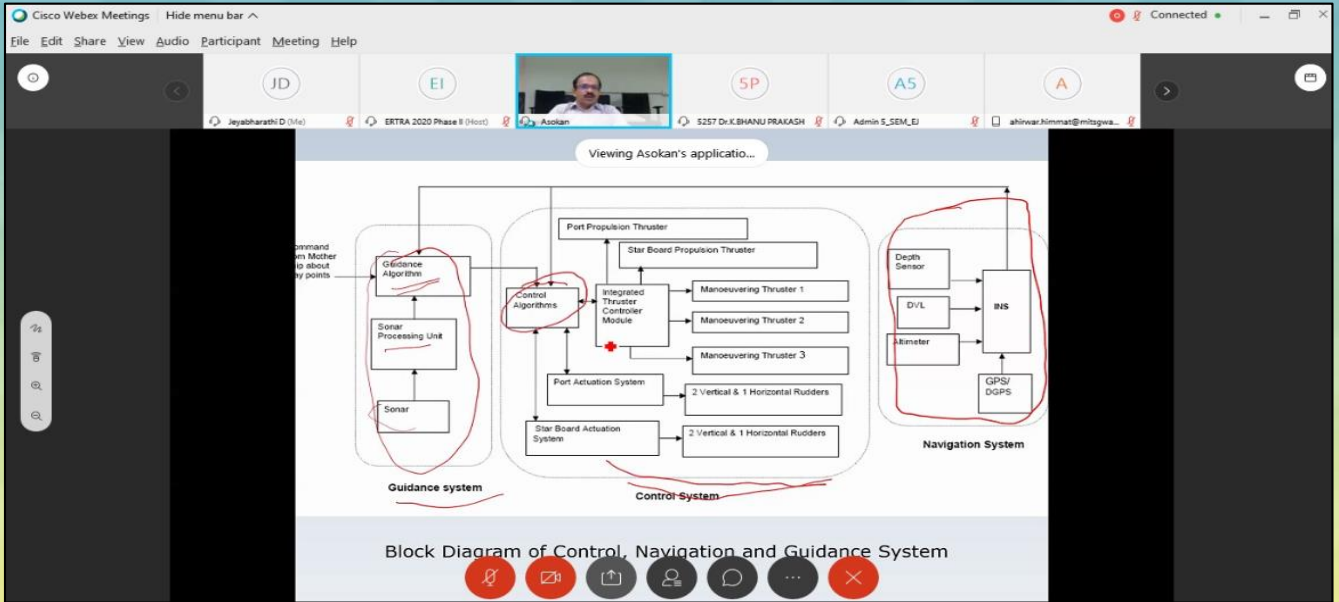 Cisco Webex Meetings Hide menu bar
Connected
File Edit Share View Audio Participant Meeting Help
JD
EI
SP
A5
A
Jeyabharathi D (Me)
ERTRA 2020 Phase II (Host)
Asokan
5257 Dr.K.BHANU PRAKASH
Admin 5_SEM_EJ
ahirwar.himmat@mitsgwa...
Viewing Asokan's applicatio...
ommand
om Mother
ip about
ay points
Guidance
Algorithm
Sonar
Processing Unit
Sonar
Guidance system
Port Propulsion Thruster
Star Board Propulsion Thruster
Control
Algorithms
Integrated
Thruster
Controller
Module
Manoeuvering Thruster 1
Manoeuvering Thruster 2
Manoeuvering Thruster 3
Port Actuation System
2 Vertical & 1 Horizontal Rudders
Star Board Actuation
System
2 Vertical & 1 Horizontal Rudders
Control System
Depth
Sensor
DVL
Altimeter
INS
GPS/
DGPS
Navigation System
Block Diagram of Control, Navigation and Guidance System